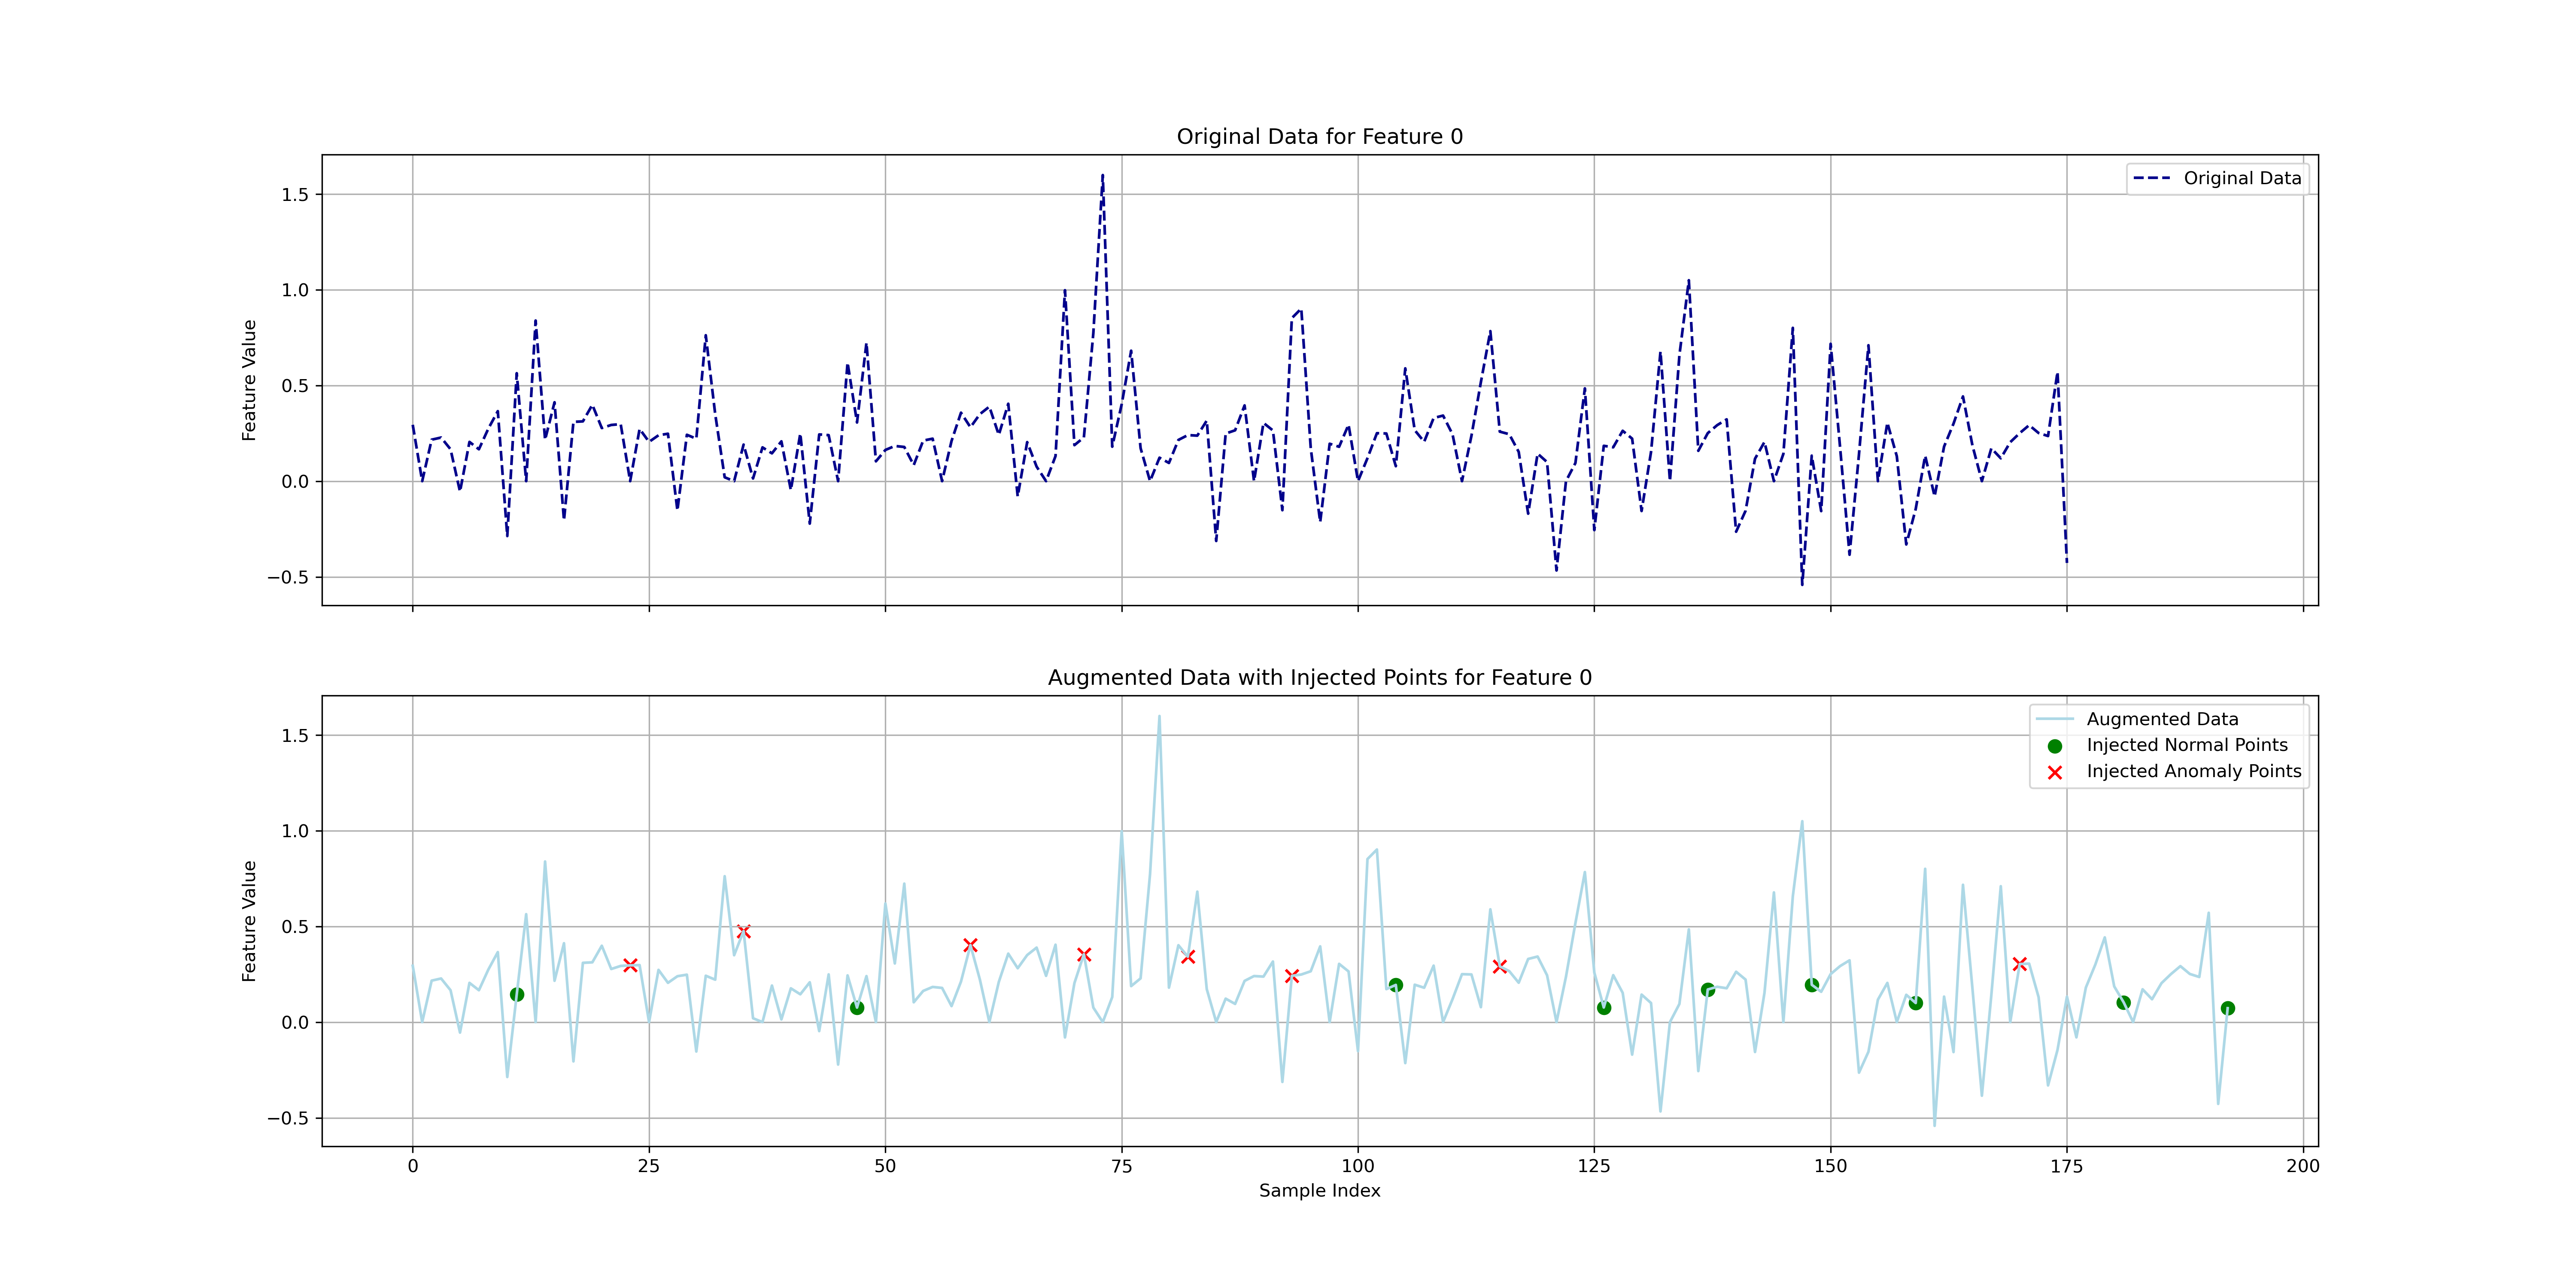 Original Data for Feature 0
Original Data
Feature Value
1.5
1.0
0.5
0.0
−0.5
Augmented Data with Injected Points for Feature 0
Augmented Data
Injected Normal Points
Injected Anomaly Points
Feature Value
1.5
1.0
0.5
0.0
−0.5
0 25 50 75 100 125 150 175 200
Sample Index